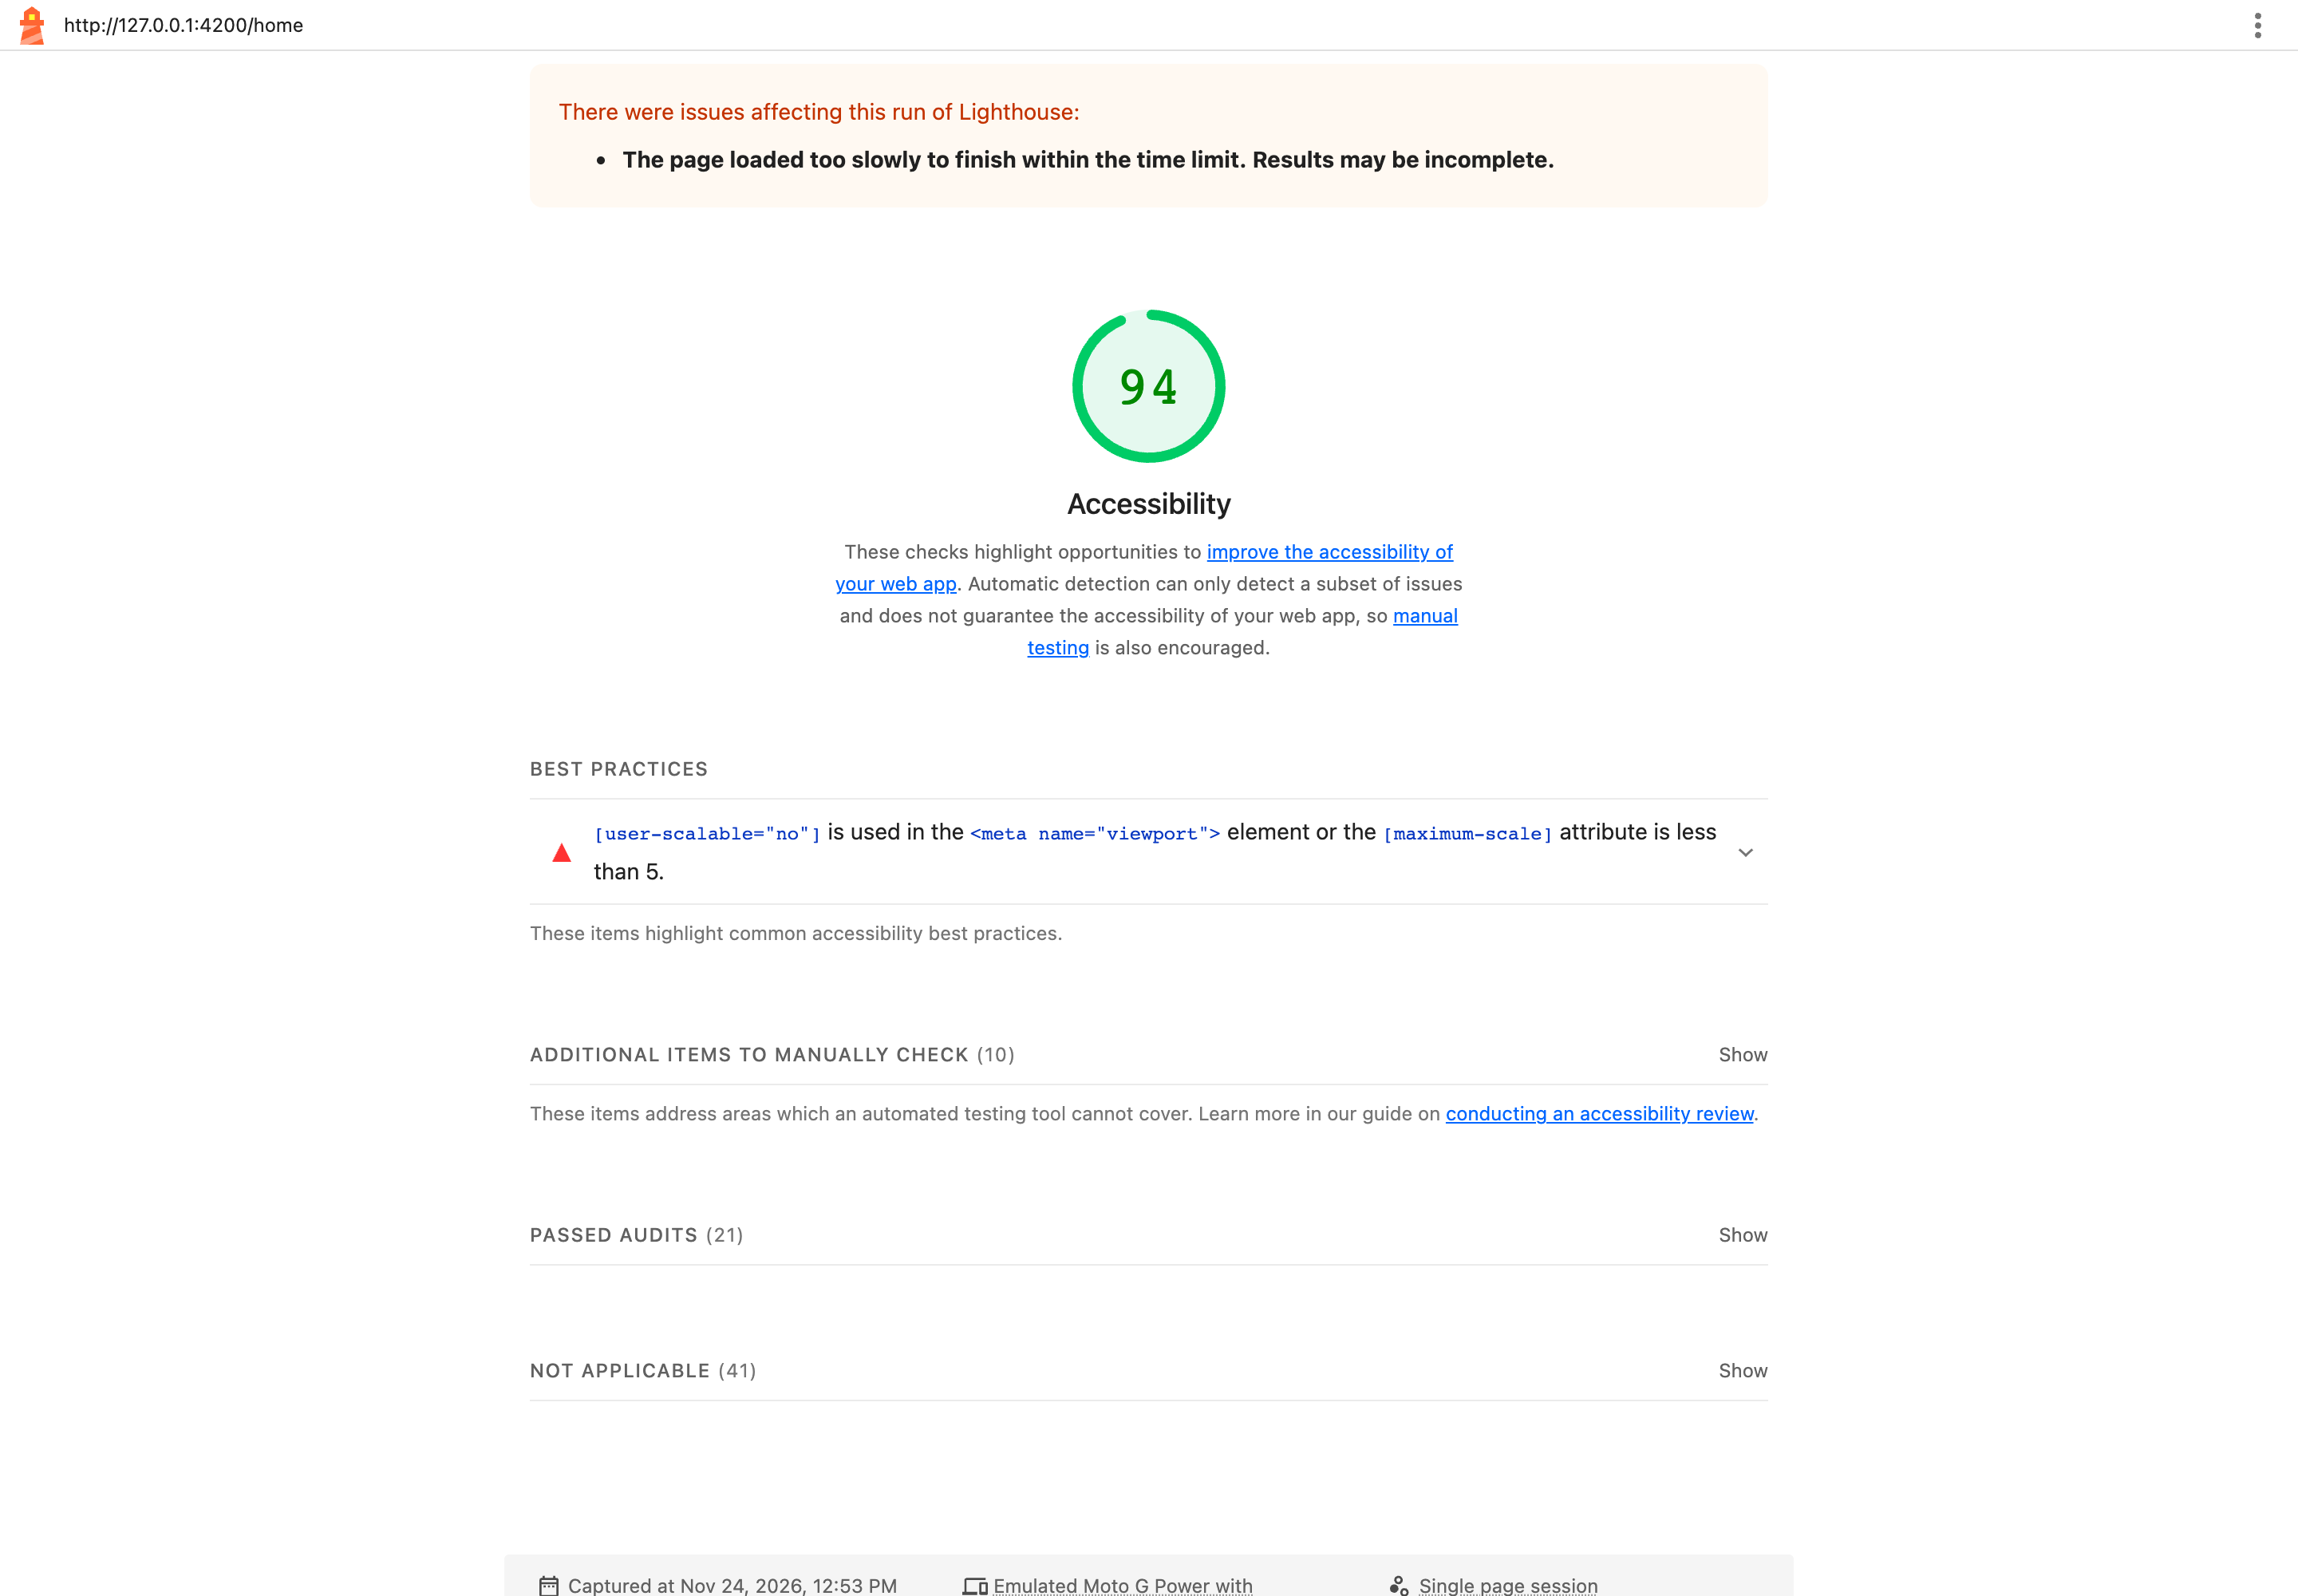 http://127.0.0.1:4200/home
There were issues affecting this run of Lighthouse:
• The page loaded too slowly to finish within the time limit. Results may be incomplete.
94
Accessibility
These checks highlight opportunities to improve the accessibility of
your web app. Automatic detection can only detect a subset of issues
and does not guarantee the accessibility of your web app, so manual
testing is also encouraged.
BEST PRACTICES
[user-scalable="no"] is used in the <meta name="viewport"> element or the [maximum-scale] attribute is less
than 5.
These items highlight common accessibility best practices.
ADDITIONAL ITEMS TO MANUALLY CHECK (10) Show
These items address areas which an automated testing tool cannot cover. Learn more in our guide on conducting an accessibility review.
PASSED AUDITS (21) Show
NOT APPLICABLE (41) Show
Captured at Nov 24, 2026, 12:53 PM Emulated Moto G Power with Single page session